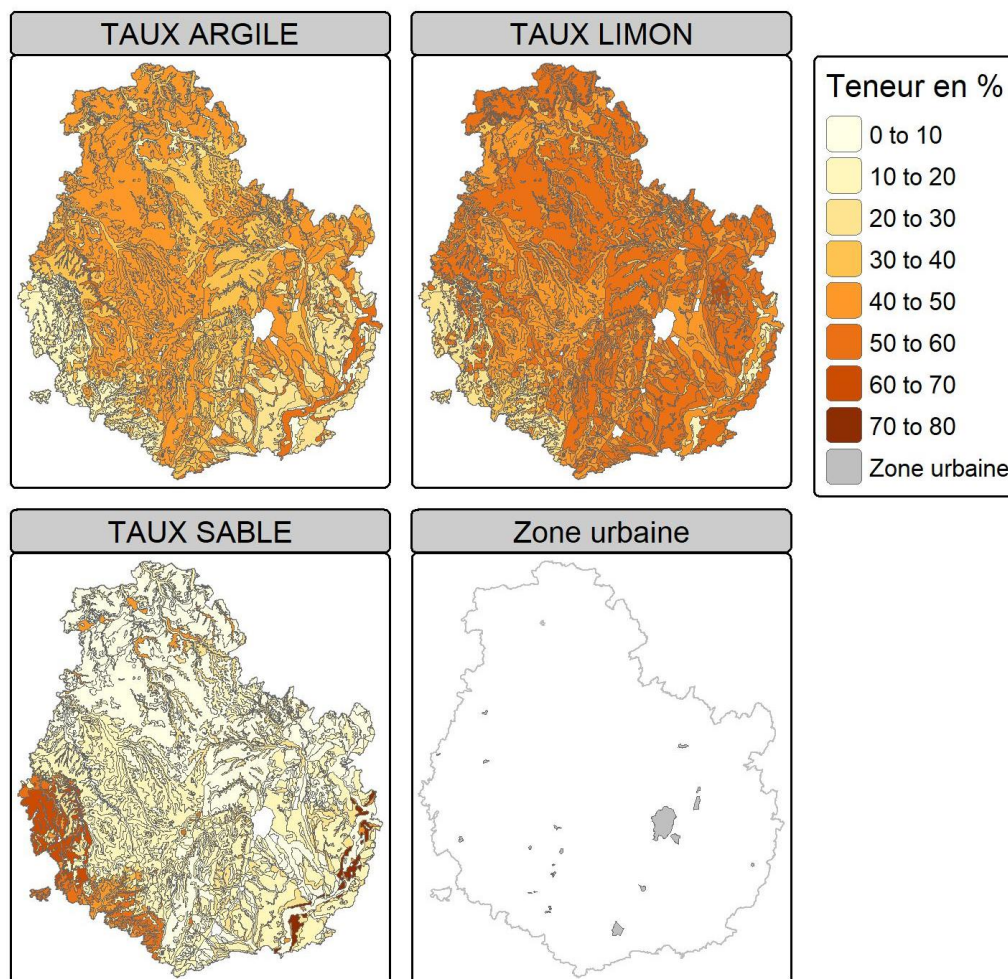 TAUX ARGILE
TAUX LIMON
Teneur en %
0 to 10
10 to 20
20 to 30
30 to 40
40 to 50
50 to 60
60 to 70
70 to 80
Zone urbaine
TAUX SABLE
Zone urbaine